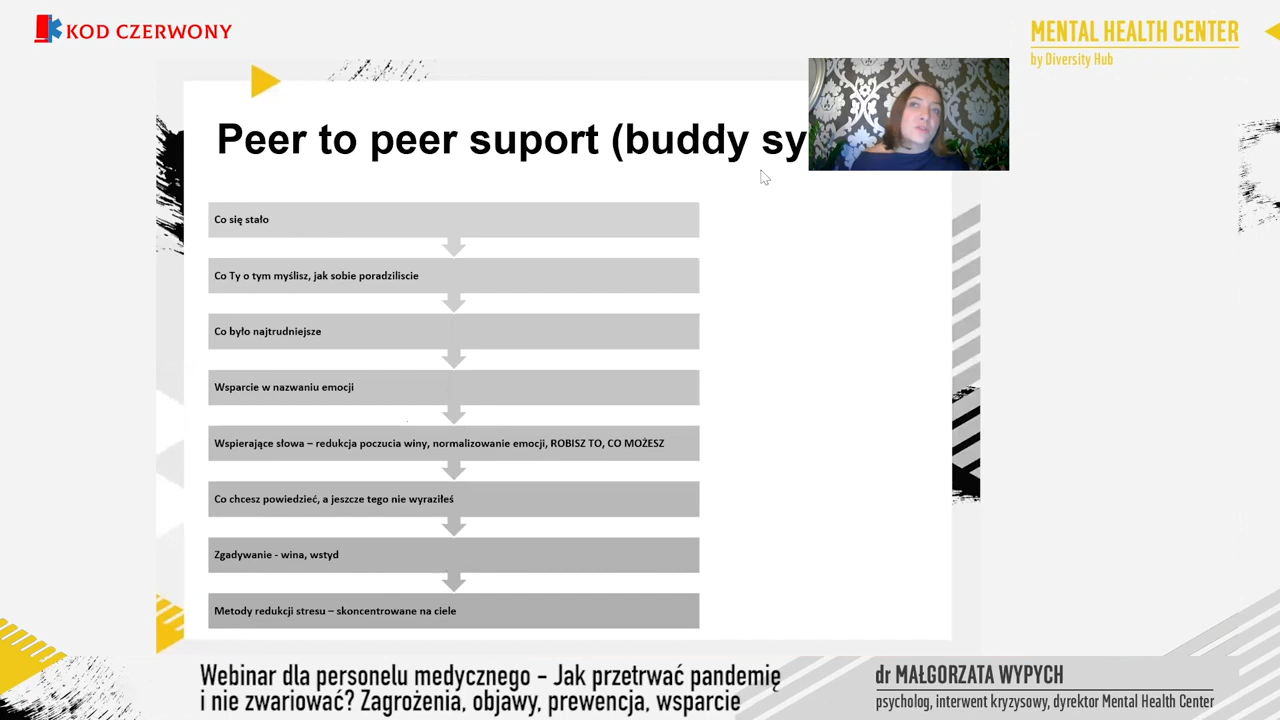 KOD CZERWONY
MENTAL HEALTH CENTER
by Diversity Hub
Peer to peer suport (buddy sy
Co się stało
Co Ty o tym myślisz, jak sobie poradziliscie
Co było najtrudniejsze
Wsparcie w nazwaniu emocji
Wspierające słowa – redukcja poczucia winy, normalizowanie emocji, ROBISZ TO, CO MOŻESZ
Co chcesz powiedzieć, a jeszcze tego nie wyraziłeś
Zgadywanie - wina, wstyd
Metody redukcji stresu – skoncentrowane na ciele
Webinar dla personelu medycznego – Jak przetrwać pandemię
i nie zwariować? Zagrożenia, objawy, prewencja, wsparcie
dr MAŁGORZATA WYPYCH
psycholog, interwent kryzysowy, dyrektor Mental Health Center